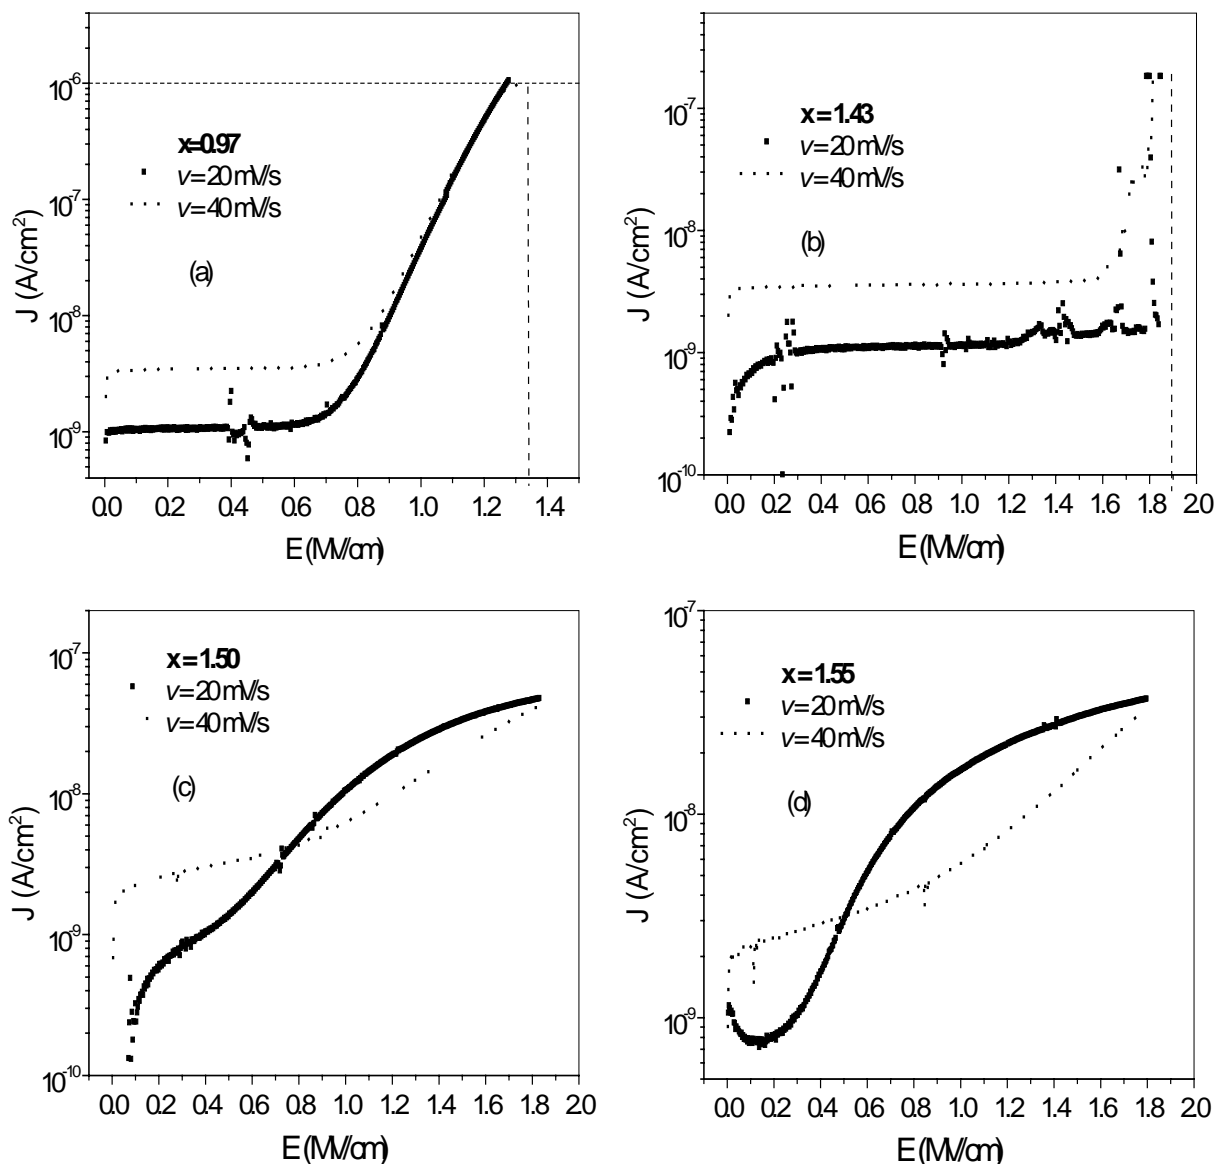 10⁻⁶
10⁻⁷
10⁻⁸
10⁻⁹
J (A/cm²)
x=0.97
v=20mV/s
v=40mV/s
(a)
0.0 0.2 0.4 0.6 0.8 1.0 1.2 1.4
E (MV/cm)
10⁻⁷
10⁻⁸
10⁻⁹
10⁻¹⁰
J (A/cm²)
x=1.43
v=20mV/s
v=40mV/s
(b)
0.0 0.2 0.4 0.6 0.8 1.0 1.2 1.4 1.6 1.8 2.0
E (MV/cm)
10⁻⁷
10⁻⁸
10⁻⁹
10⁻¹⁰
J (A/cm²)
x=1.50
v=20mV/s
v=40mV/s
(c)
0.0 0.2 0.4 0.6 0.8 1.0 1.2 1.4 1.6 1.8 2.0
E (MV/cm)
10⁻⁷
10⁻⁸
10⁻⁹
J (A/cm²)
x=1.55
v=20mV/s
v=40mV/s
(d)
0.0 0.2 0.4 0.6 0.8 1.0 1.2 1.4 1.6 1.8 2.0
E (MV/cm)